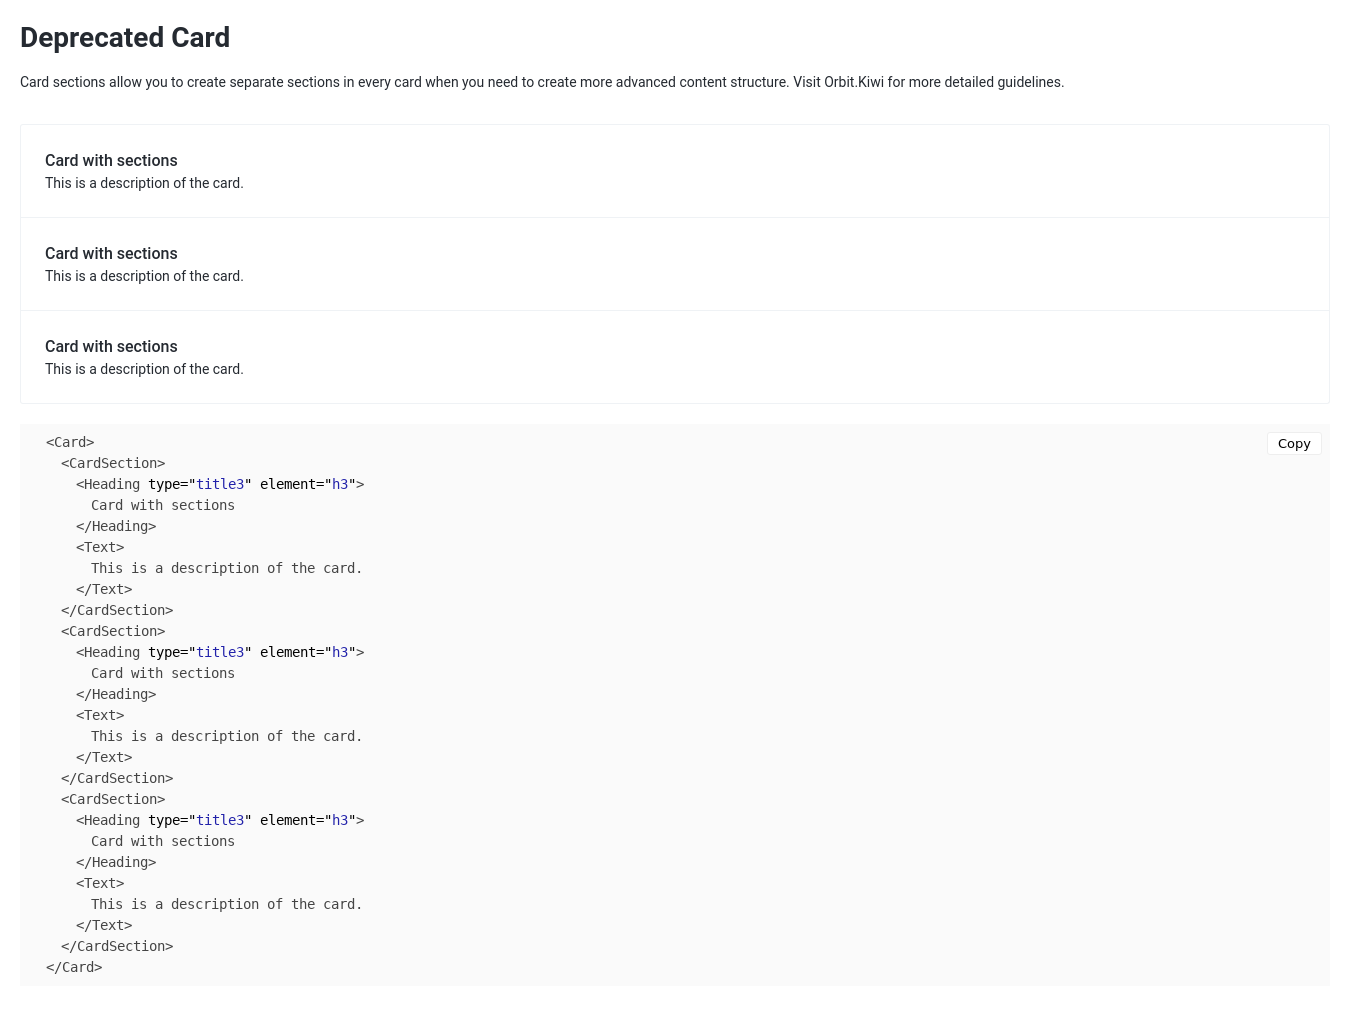 Deprecated Card
Card sections allow you to create separate sections in every card when you need to create more advanced content structure. Visit Orbit.Kiwi for more detailed guidelines.
Card with sections
This is a description of the card.
Card with sections
This is a description of the card.
Card with sections
This is a description of the card.
Copy
<Card>
  <CardSection>
    <Heading type="title3" element="h3">
      Card with sections
    </Heading>
    <Text>
      This is a description of the card.
    </Text>
  </CardSection>
  <CardSection>
    <Heading type="title3" element="h3">
      Card with sections
    </Heading>
    <Text>
      This is a description of the card.
    </Text>
  </CardSection>
  <CardSection>
    <Heading type="title3" element="h3">
      Card with sections
    </Heading>
    <Text>
      This is a description of the card.
    </Text>
  </CardSection>
</Card>